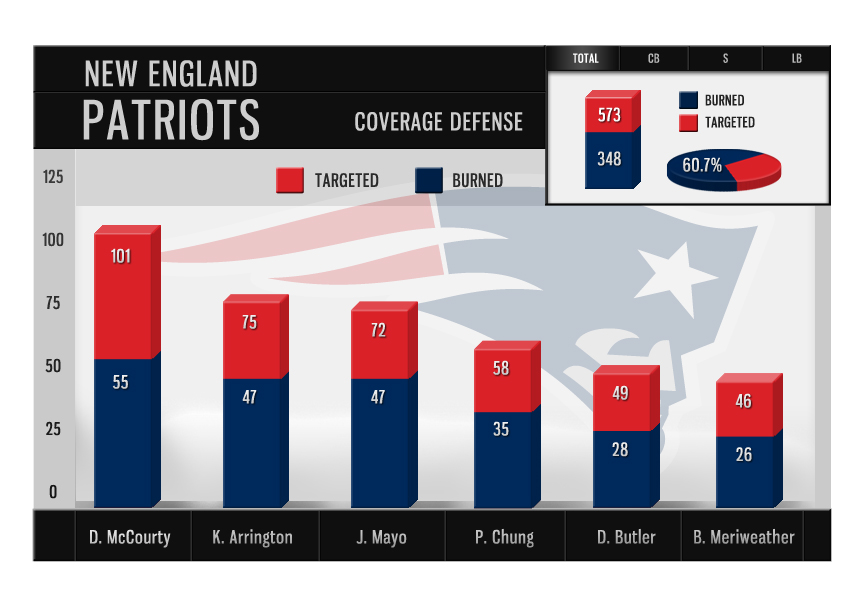 NEW ENGLAND
PATRIOTS
COVERAGE DEFENSE
TOTAL CB S LB
573
348
BURNED
TARGETED
60.7%
TARGETED BURNED
125
100
75
50
25
0
101
55
75
47
72
47
58
35
49
28
46
26
D. McCourty K. Arrington J. Mayo P. Chung D. Butler B. Meriweather